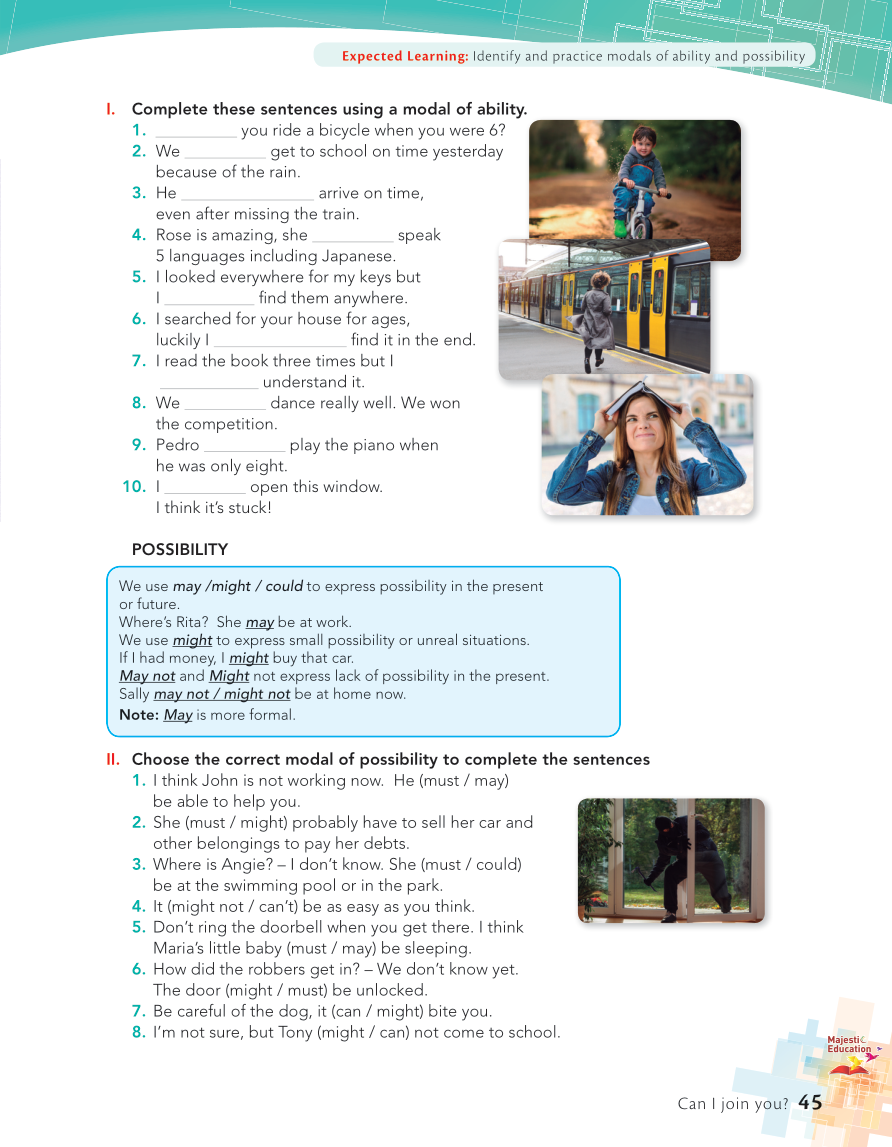 Expected Learning: Identify and practice modals of ability and possibility
I. Complete these sentences using a modal of ability.
1. __________ you ride a bicycle when you were 6?
2. We __________ get to school on time yesterday
because of the rain.
3. He ________________ arrive on time,
even after missing the train.
4. Rose is amazing, she __________ speak
5 languages including Japanese.
5. I looked everywhere for my keys but
I ___________ find them anywhere.
6. I searched for your house for ages,
luckily I ________________ find it in the end.
7. I read the book three times but I
____________ understand it.
8. We __________ dance really well. We won
the competition.
9. Pedro __________ play the piano when
he was only eight.
10. I __________ open this window.
I think it's stuck!
POSSIBILITY
We use may /might / could to express possibility in the present
or future.
Where's Rita? She may be at work.
We use might to express small possibility or unreal situations.
If I had money, I might buy that car.
May not and Might not express lack of possibility in the present.
Sally may not / might not be at home now.
Note: May is more formal.
II. Choose the correct modal of possibility to complete the sentences
1. I think John is not working now. He (must / may)
be able to help you.
2. She (must / might) probably have to sell her car and
other belongings to pay her debts.
3. Where is Angie? – I don't know. She (must / could)
be at the swimming pool or in the park.
4. It (might not / can't) be as easy as you think.
5. Don't ring the doorbell when you get there. I think
Maria's little baby (must / may) be sleeping.
6. How did the robbers get in? – We don't know yet.
The door (might / must) be unlocked.
7. Be careful of the dog, it (can / might) bite you.
8. I'm not sure, but Tony (might / can) not come to school.
Majestic
Education
Can I join you? 45